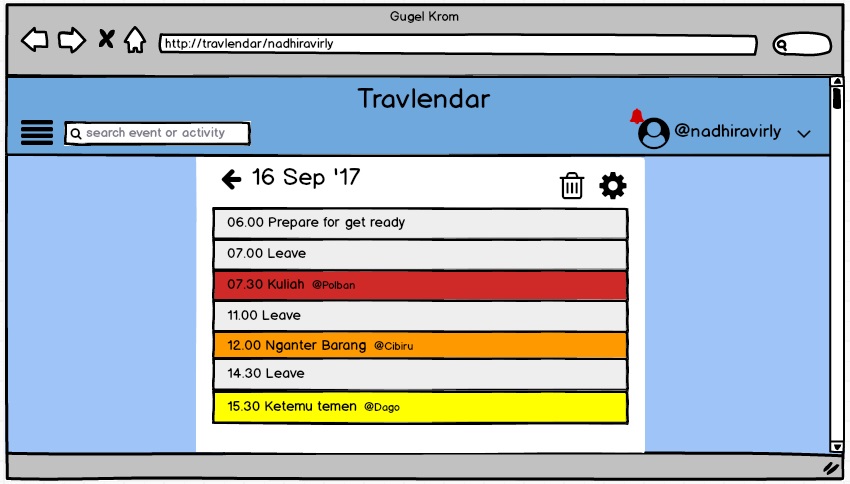 Gugel Krom
http://travlendar/nadhiravirly
Travlendar
search event or activity
@nadhiravirly
16 Sep '17
06.00 Prepare for get ready
07.00 Leave
07.30 Kuliah @Polban
11.00 Leave
12.00 Nganter Barang @Cibiru
14.30 Leave
15.30 Ketemu temen @Dago